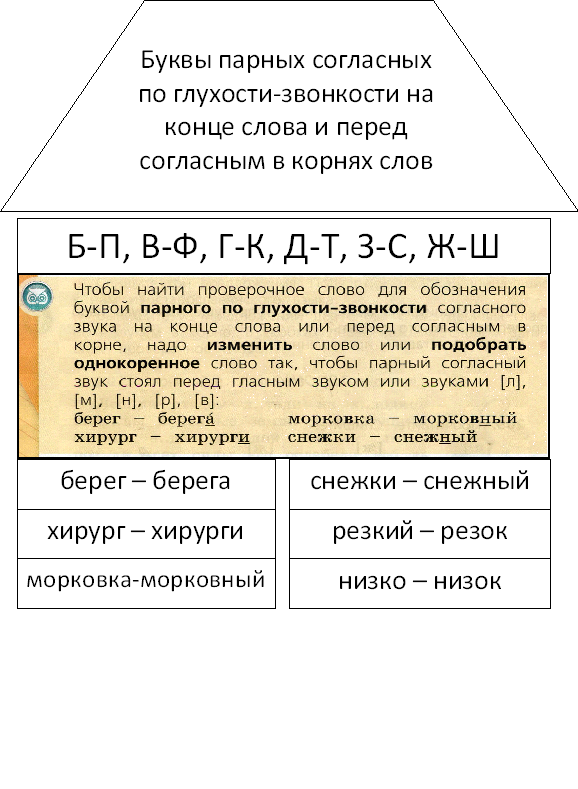 Буквы парных согласных
по глухости-звонкости на
конце слова и перед
согласным в корнях слов
Б-П, В-Ф, Г-К, Д-Т, З-С, Ж-Ш
Чтобы найти проверочное слово для обозначения
буквой парного по глухости–звонкости согласного
звука на конце слова или перед согласным в
корне, надо изменить слово или подобрать
однокоренное слово так, чтобы парный согласный
звук стоял перед гласным звуком или звуками [л],
[м], [н], [р], [в]:
берег – берега́ морковка – морковный
хирург – хирурги снежки – снежный
берег – берега
снежки – снежный
хирург – хирурги
резкий – резок
морковка-морковный
низко – низок